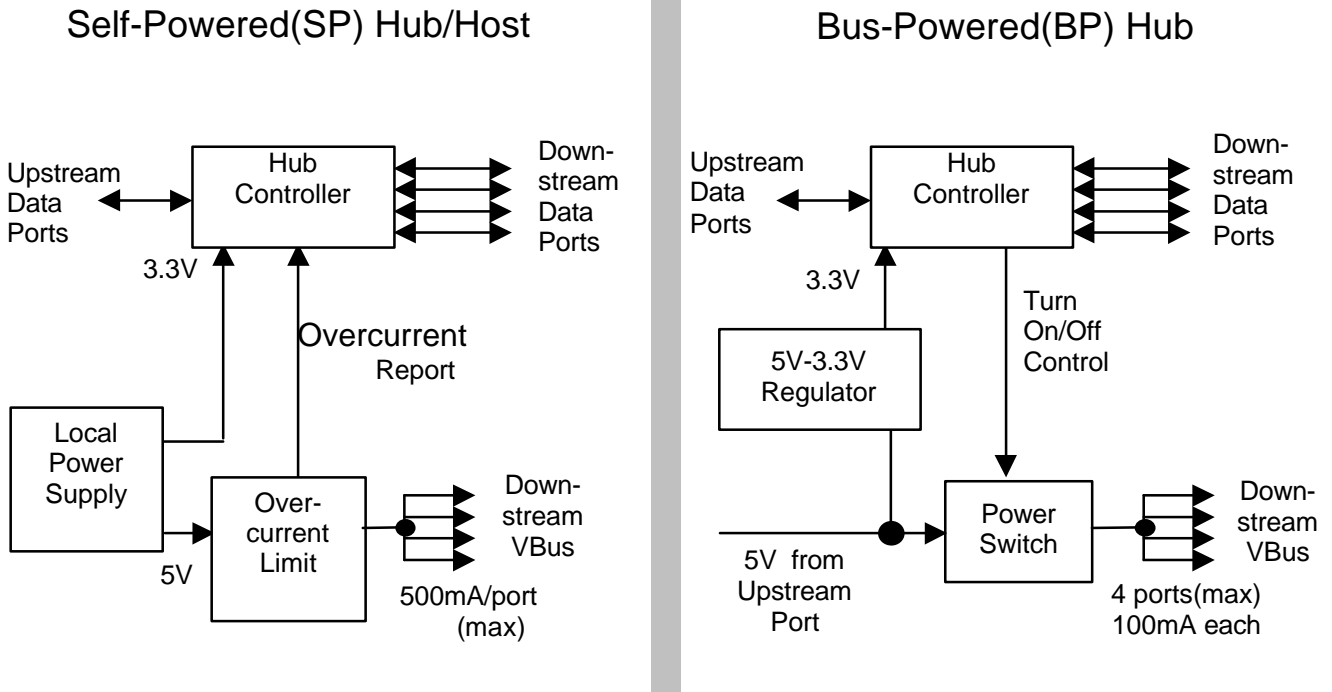 Self-Powered(SP) Hub/Host
Upstream
Data
Ports
Hub
Controller
Down-
stream
Data
Ports
3.3V
Overcurrent
Report
Local
Power
Supply
5V
Over-
current
Limit
Down-
stream
VBus
500mA/port
(max)
Bus-Powered(BP) Hub
Upstream
Data
Ports
Hub
Controller
Down-
stream
Data
Ports
3.3V
Turn
On/Off
Control
5V-3.3V
Regulator
5V from
Upstream
Port
Power
Switch
Down-
stream
VBus
4 ports(max)
100mA each